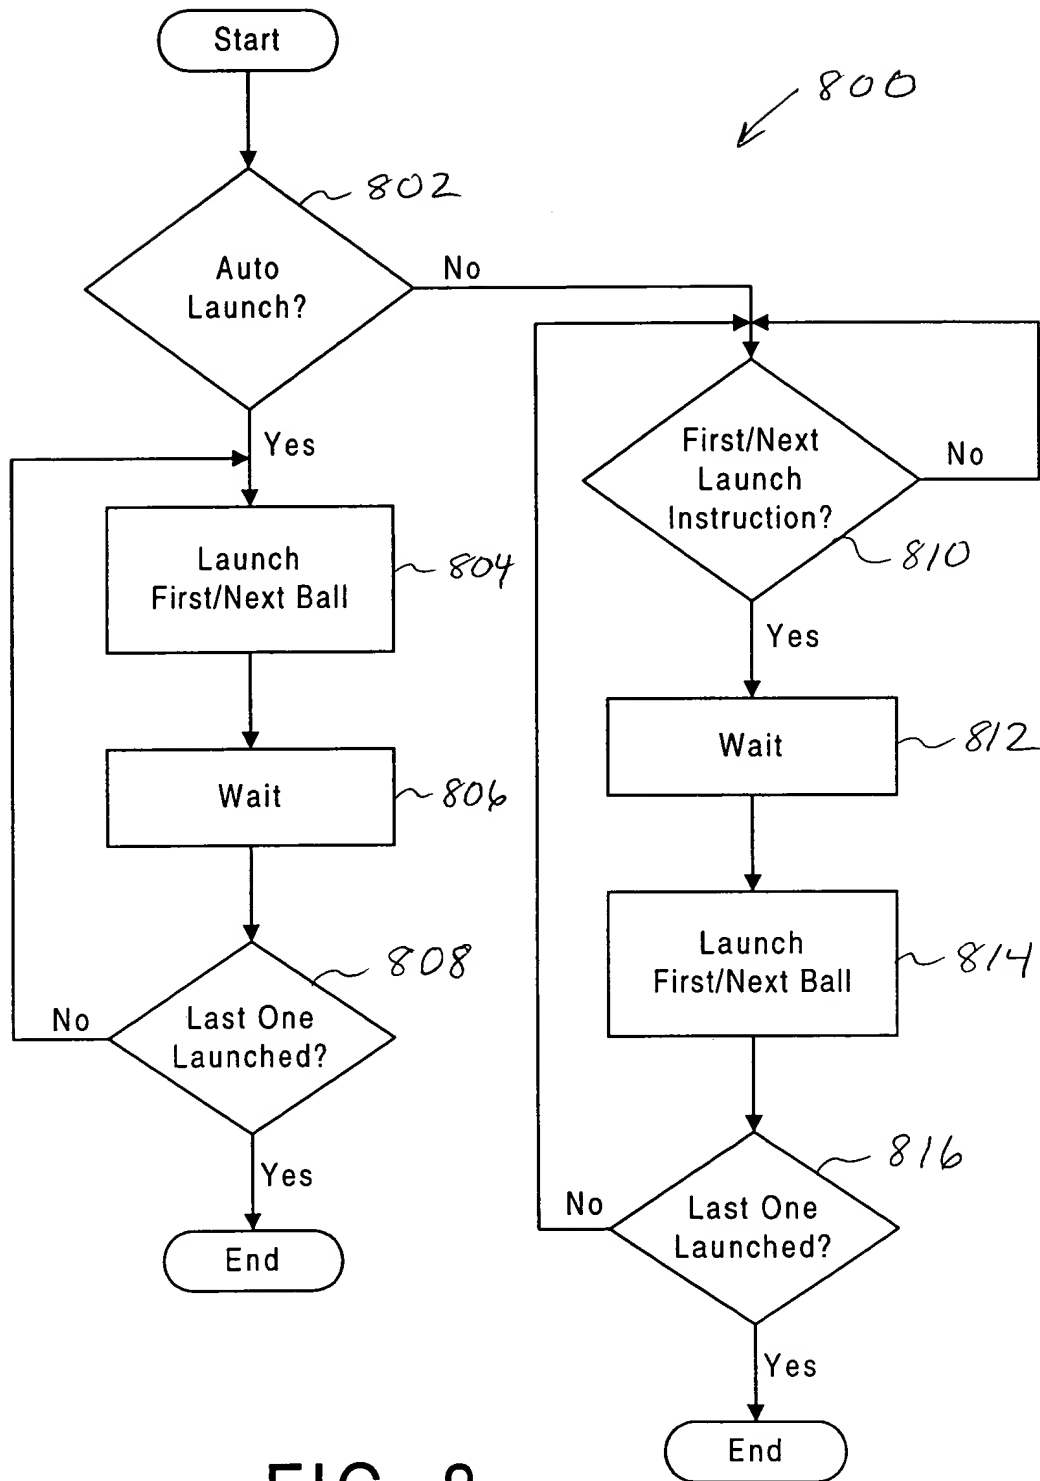 Start
800
802
Auto
Launch?
No
Yes
First/Next
Launch
Instruction?
No
810
Yes
Launch
First/Next Ball
804
Wait
806
Last One
Launched?
808
No
Yes
End
Wait
812
Launch
First/Next Ball
814
Last One
Launched?
816
No
Yes
End
FIG. 8